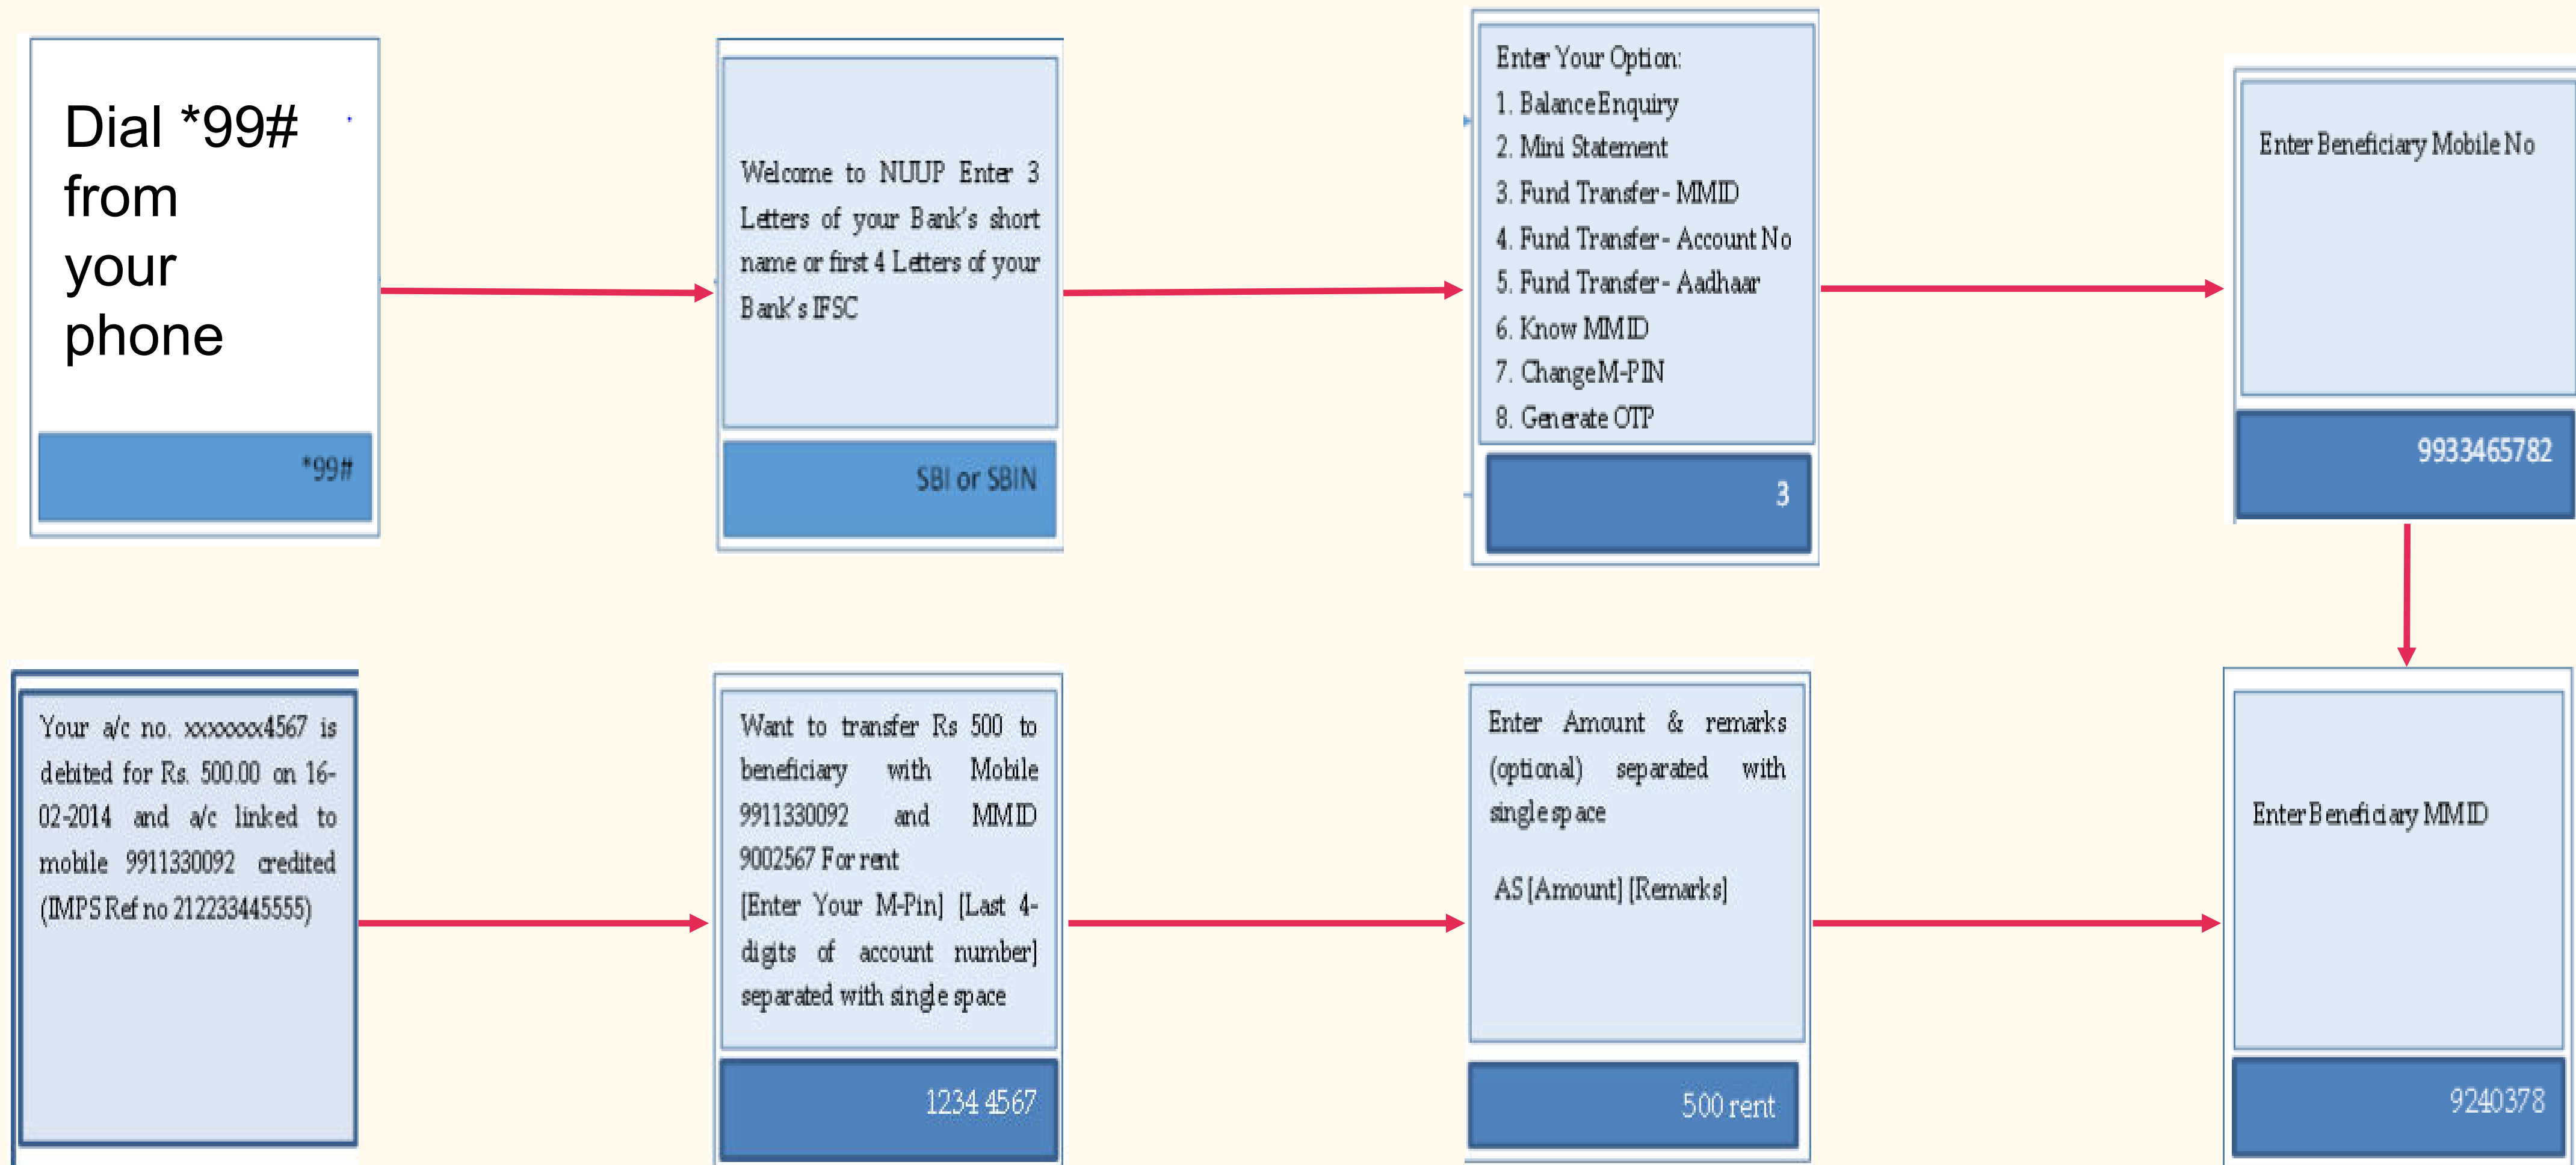 Dial *99#
from
your
phone
*99#
Welcome to NUUP Enter 3
Letters of your Bank's short
name or first 4 Letters of your
Bank's IFSC
SBI or SBIN
Enter Your Option:
1. Balance Enquiry
2. Mini Statement
3. Fund Transfer- MMID
4. Fund Transfer- Account No
5. Fund Transfer- Aadhaar
6. Know MMID
7. Change M-PIN
8. Generate OTP
3
Enter Beneficiary Mobile No
9933465782
Your a/c no. xxxxxxx4567 is
debited for Rs. 500.00 on 16-
02-2014 and a/c linked to
mobile 9911330092 credited
(IMPS Ref no 212233445555)
Want to transfer Rs 500 to
beneficiary with Mobile
9911330092 and MMID
9002567 For rent
[Enter Your M-Pin] [Last 4-
digits of account number]
separated with single space
1234 4567
Enter Amount & remarks
(optional) separated with
single space
AS [Amount] [Remarks]
500 rent
Enter Beneficiary MMID
9240378